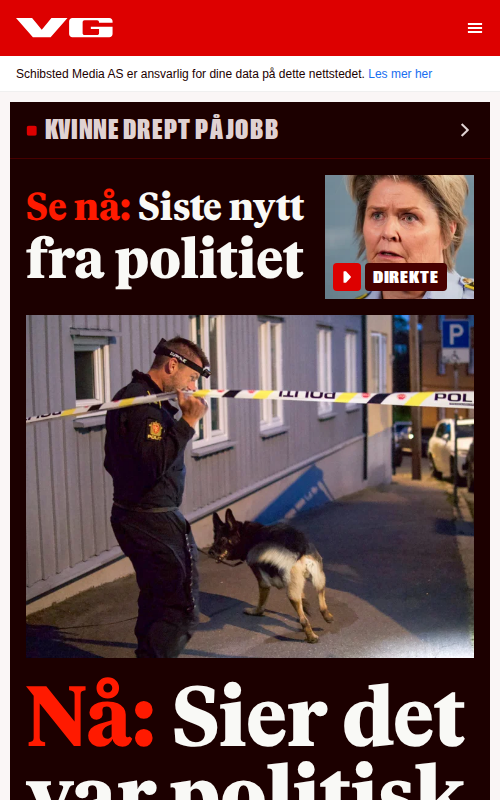 VG
Schibsted Media AS er ansvarlig for dine data på dette nettstedet. Les mer her
KVINNE DREPT PÅ JOBB
Se nå: Siste nytt
fra politiet
DIREKTE
P
POLITI
POL
Nå: Sier det
var politisk